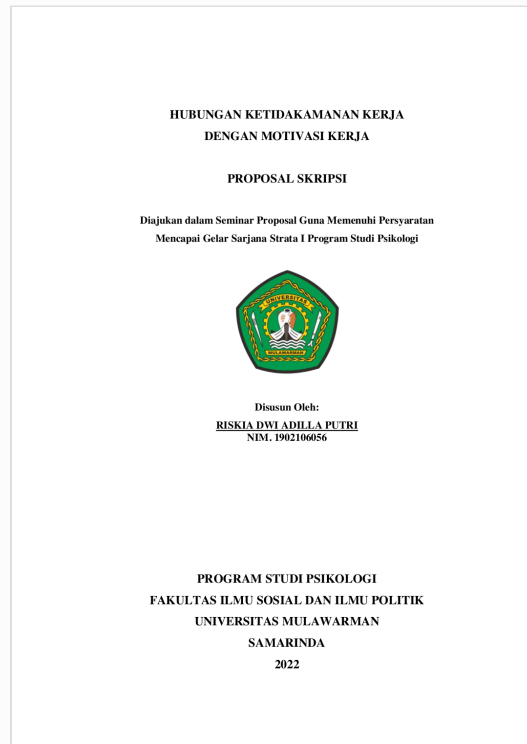 HUBUNGAN KETIDAKAMANAN KERJA
DENGAN MOTIVASI KERJA
PROPOSAL SKRIPSI
Diajukan dalam Seminar Proposal Guna Memenuhi Persyaratan
Mencapai Gelar Sarjana Strata I Program Studi Psikologi
UNIVERSITAS
MULAWARMAN
Disusun Oleh:
RISKIA DWI ADILLA PUTRI
NIM. 1902106056
PROGRAM STUDI PSIKOLOGI
FAKULTAS ILMU SOSIAL DAN ILMU POLITIK
UNIVERSITAS MULAWARMAN
SAMARINDA
2022